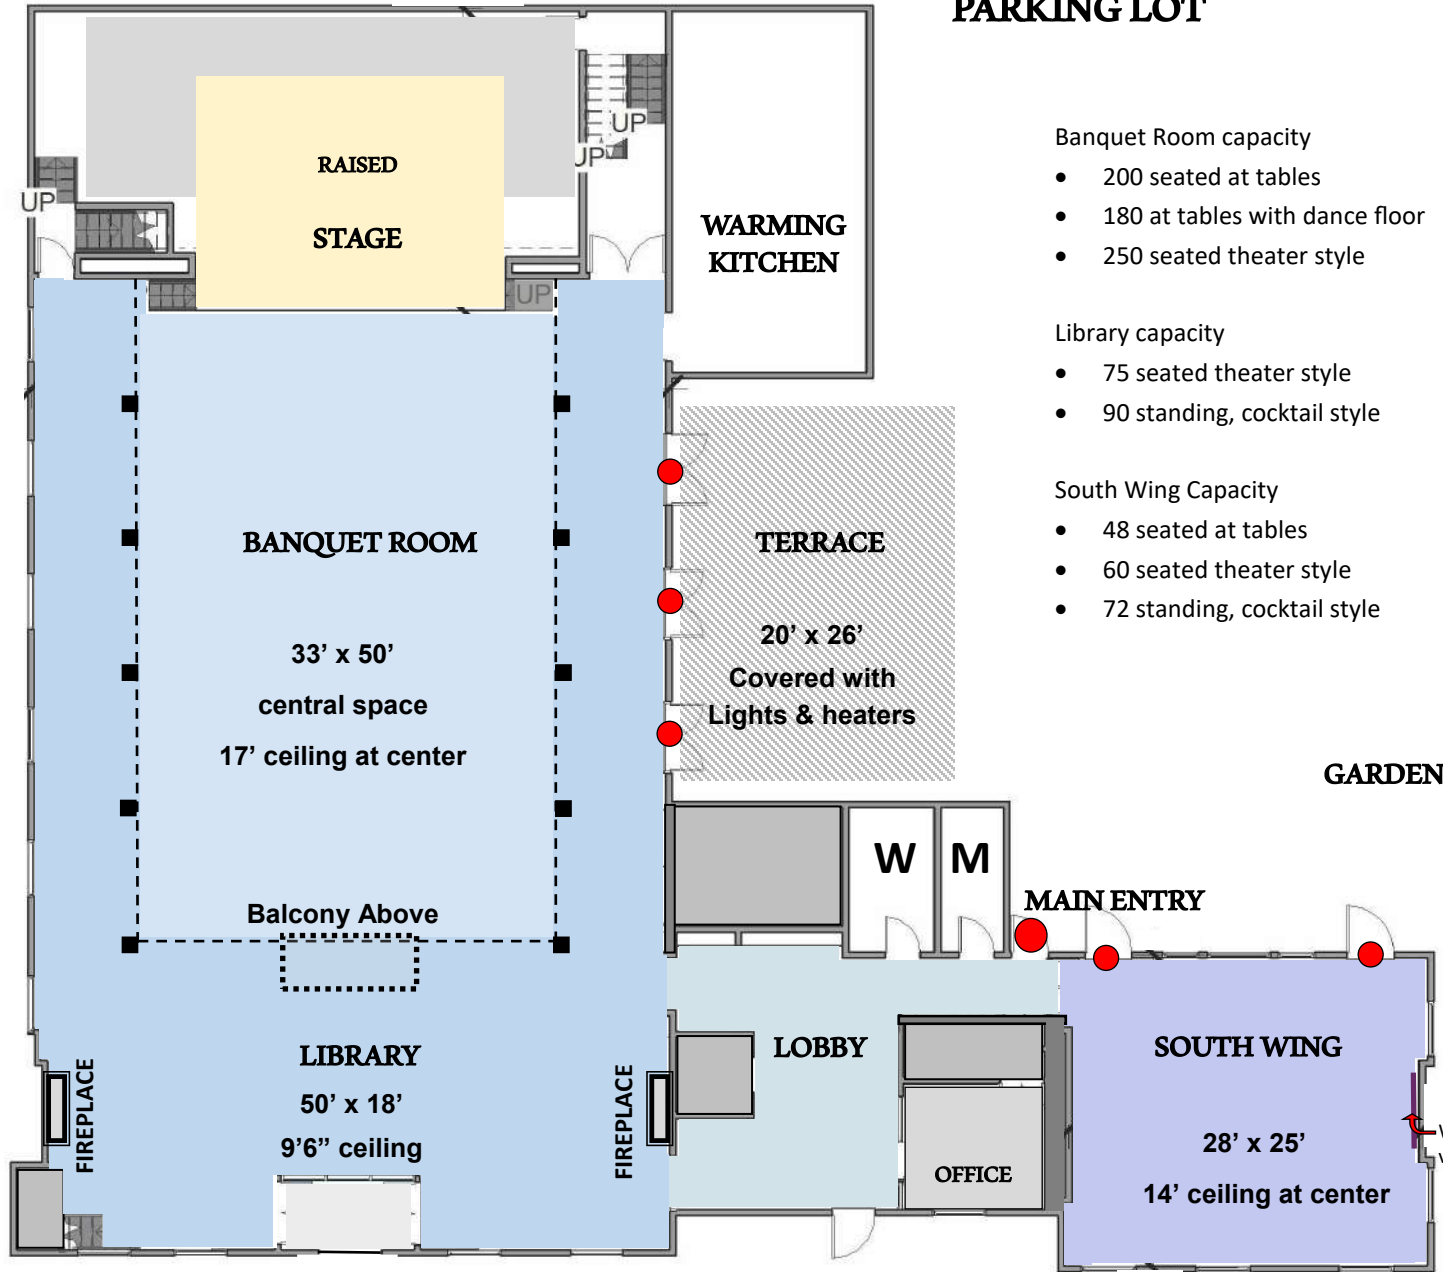 PARKING LOT
Banquet Room capacity
• 200 seated at tables
• 180 at tables with dance floor
• 250 seated theater style
Library capacity
• 75 seated theater style
• 90 standing, cocktail style
South Wing Capacity
• 48 seated at tables
• 60 seated theater style
• 72 standing, cocktail style
RAISED
STAGE
UP
UP
UP
UP
WARMING
KITCHEN
BANQUET ROOM
33’ x 50’
central space
17’ ceiling at center
TERRACE
20’ x 26’
Covered with
Lights & heaters
GARDEN
W
M
MAIN ENTRY
Balcony Above
LIBRARY
50’ x 18’
9’6” ceiling
FIREPLACE
FIREPLACE
LOBBY
OFFICE
SOUTH WING
28’ x 25’
14’ ceiling at center